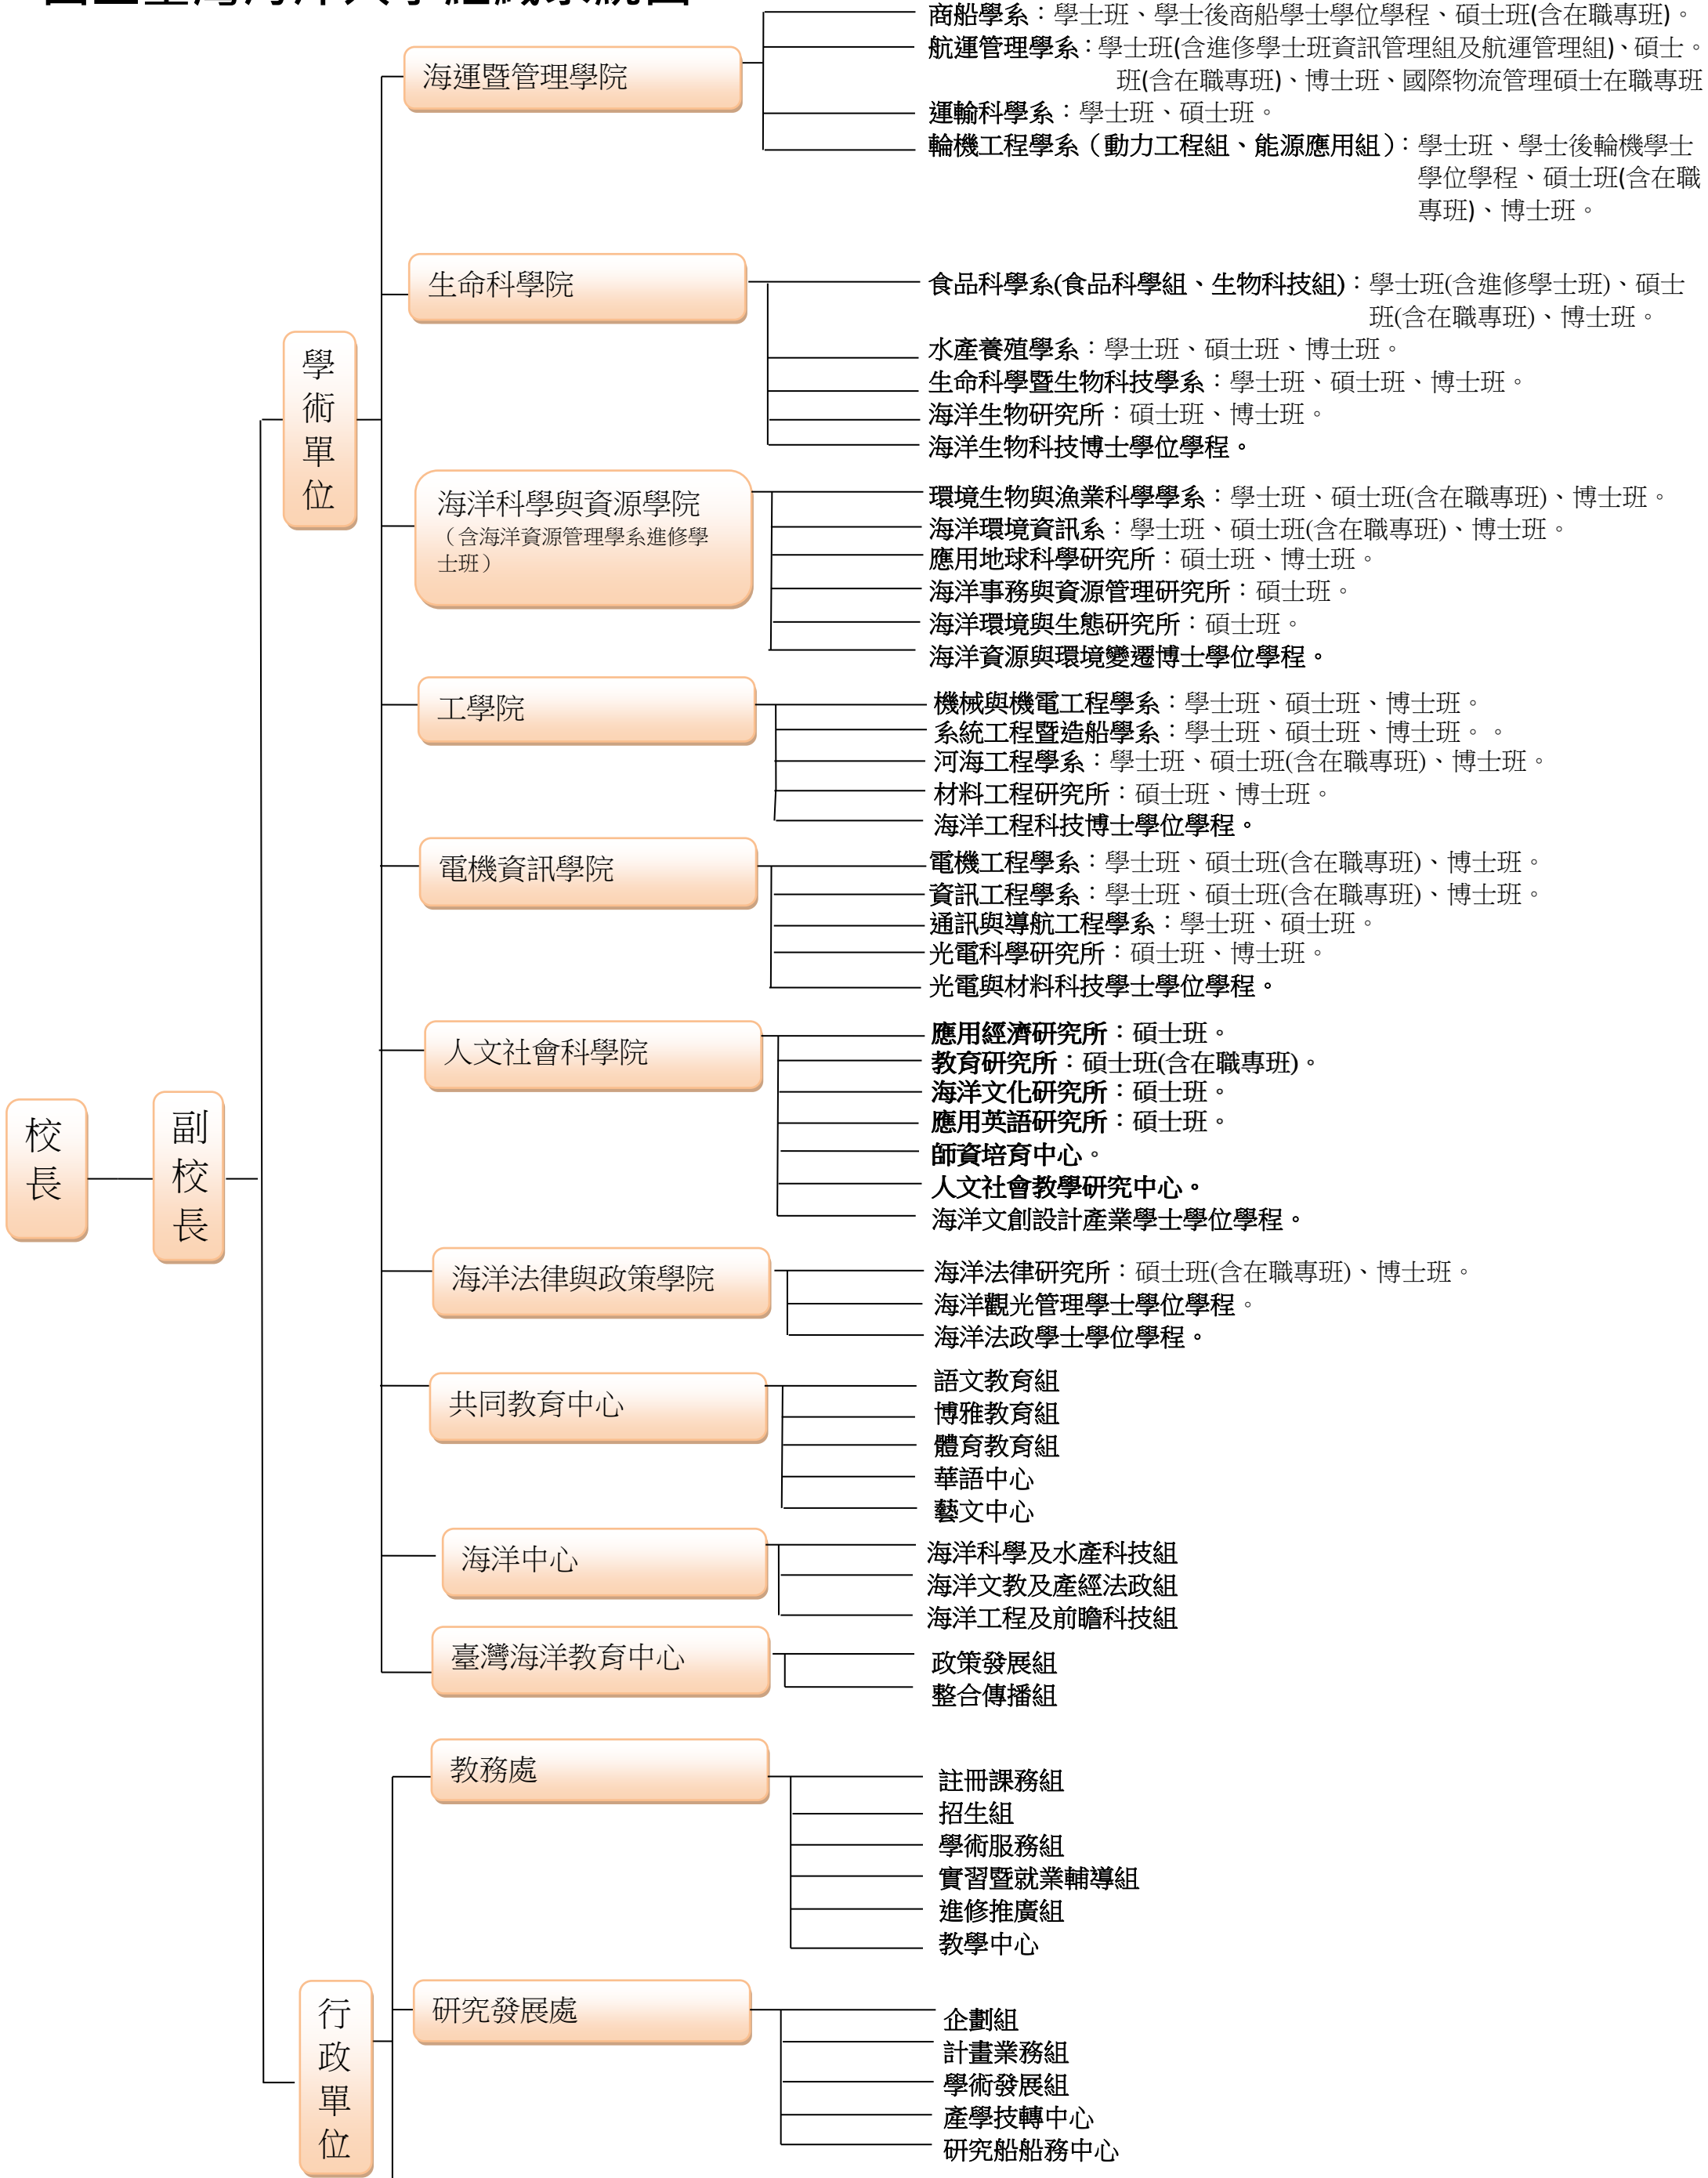 國立臺灣海洋大學組織系統圖
商船學系：學士班、學士後商船學士學位學程、碩士班(含在職專班)。
航運管理學系：學士班(含進修學士班資訊管理組及航運管理組)、碩士。
班(含在職專班)、博士班、國際物流管理碩士在職專班
海運暨管理學院
運輸科學系：學士班、碩士班。
輪機工程學系（動力工程組、能源應用組）：學士班、學士後輪機學士
學位學程、碩士班(含在職
專班)、博士班。
生命科學院
食品科學系(食品科學組、生物科技組)：學士班(含進修學士班)、碩士
班(含在職專班)、博士班。
水產養殖學系：學士班、碩士班、博士班。
生命科學暨生物科技學系：學士班、碩士班、博士班。
海洋生物研究所：碩士班、博士班。
海洋生物科技博士學位學程。
學術單位
海洋科學與資源學院
（含海洋資源管理學系進修學
士班）
環境生物與漁業科學學系：學士班、碩士班(含在職專班)、博士班。
海洋環境資訊系：學士班、碩士班(含在職專班)、博士班。
應用地球科學研究所：碩士班、博士班。
海洋事務與資源管理研究所：碩士班。
海洋環境與生態研究所：碩士班。
海洋資源與環境變遷博士學位學程。
工學院
機械與機電工程學系：學士班、碩士班、博士班。
系統工程暨造船學系：學士班、碩士班、博士班。。
河海工程學系：學士班、碩士班(含在職專班)、博士班。
材料工程研究所：碩士班、博士班。
海洋工程科技博士學位學程。
電機資訊學院
電機工程學系：學士班、碩士班(含在職專班)、博士班。
資訊工程學系：學士班、碩士班(含在職專班)、博士班。
通訊與導航工程學系：學士班、碩士班。
光電科學研究所：碩士班、博士班。
光電與材料科技學士學位學程。
人文社會科學院
應用經濟研究所：碩士班。
教育研究所：碩士班(含在職專班)。
海洋文化研究所：碩士班。
應用英語研究所：碩士班。
師資培育中心。
人文社會教學研究中心。
海洋文創設計產業學士學位學程。
校長
副校長
海洋法律與政策學院
海洋法律研究所：碩士班(含在職專班)、博士班。
海洋觀光管理學士學位學程。
海洋法政學士學位學程。
共同教育中心
語文教育組
博雅教育組
體育教育組
華語中心
藝文中心
海洋中心
海洋科學及水產科技組
海洋文教及產經法政組
海洋工程及前瞻科技組
臺灣海洋教育中心
政策發展組
整合傳播組
教務處
註冊課務組
招生組
學術服務組
實習暨就業輔導組
進修推廣組
教學中心
行政單位
研究發展處
企劃組
計畫業務組
學術發展組
產學技轉中心
研究船船務中心